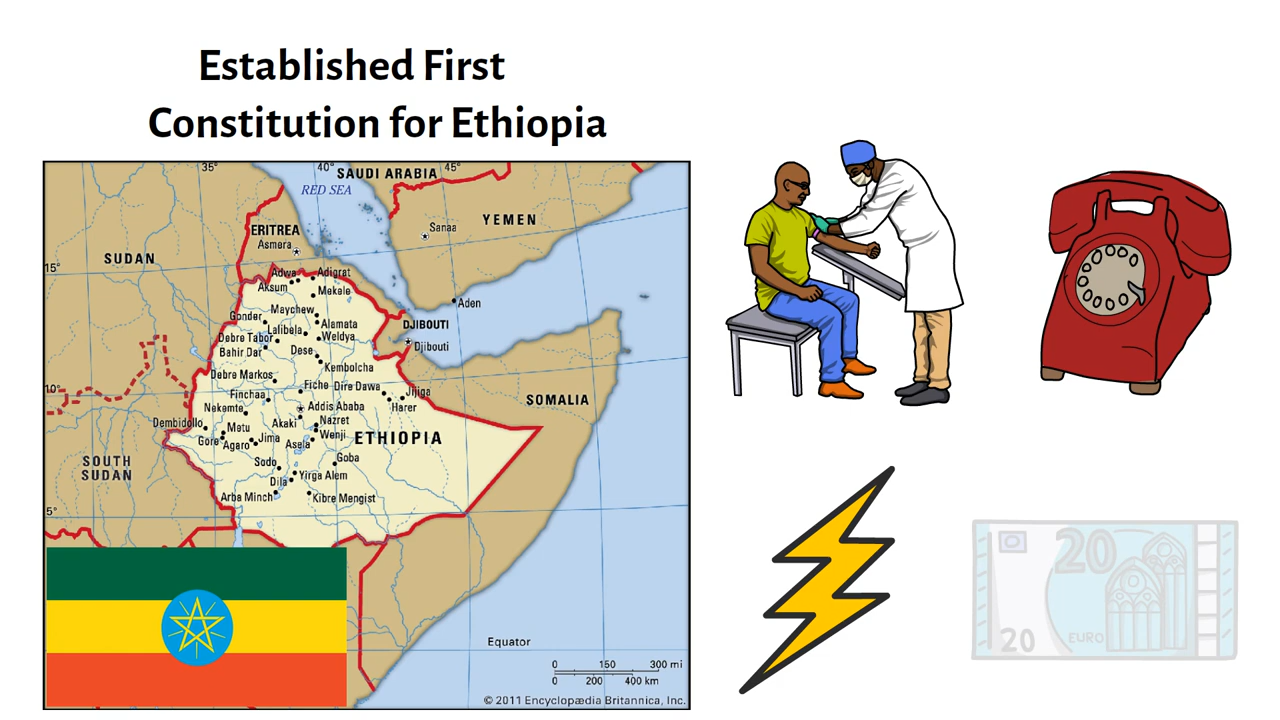 Established First
Constitution for Ethiopia
35°
40°
SAUDI ARABIA
45°
RED SEA
YEMEN
Sanaa
ERITREA
Asmera
SUDAN
15°
Adwa
Adigrat
Aksum
Mekele
Aden
Gonder
Maychew
Alamata
DJIBOUTI
Lalibela
Weldya
Debre Tabor
Djibouti
Bahir Dar
Dese
Kembolcha
Debre Markos
10°
Fiche
Dire Dawa
Jijiga
Finchaa
SOMALIA
Nekemte
Addis Ababa
Harer
Dembidollo
Metu
Akaki
Nazret
Gore
Agaro
Jima
Asela
Wenji
ETHIOPIA
SOUTH
SUDAN
Sodo
Goba
Dila
Yirga Alem
Arba Minch
Kibre Mengist
5°
Equator
0 150 300 mi
0 200 400 km
© 2011 Encyclopædia Britannica, Inc.
20
20
EURO